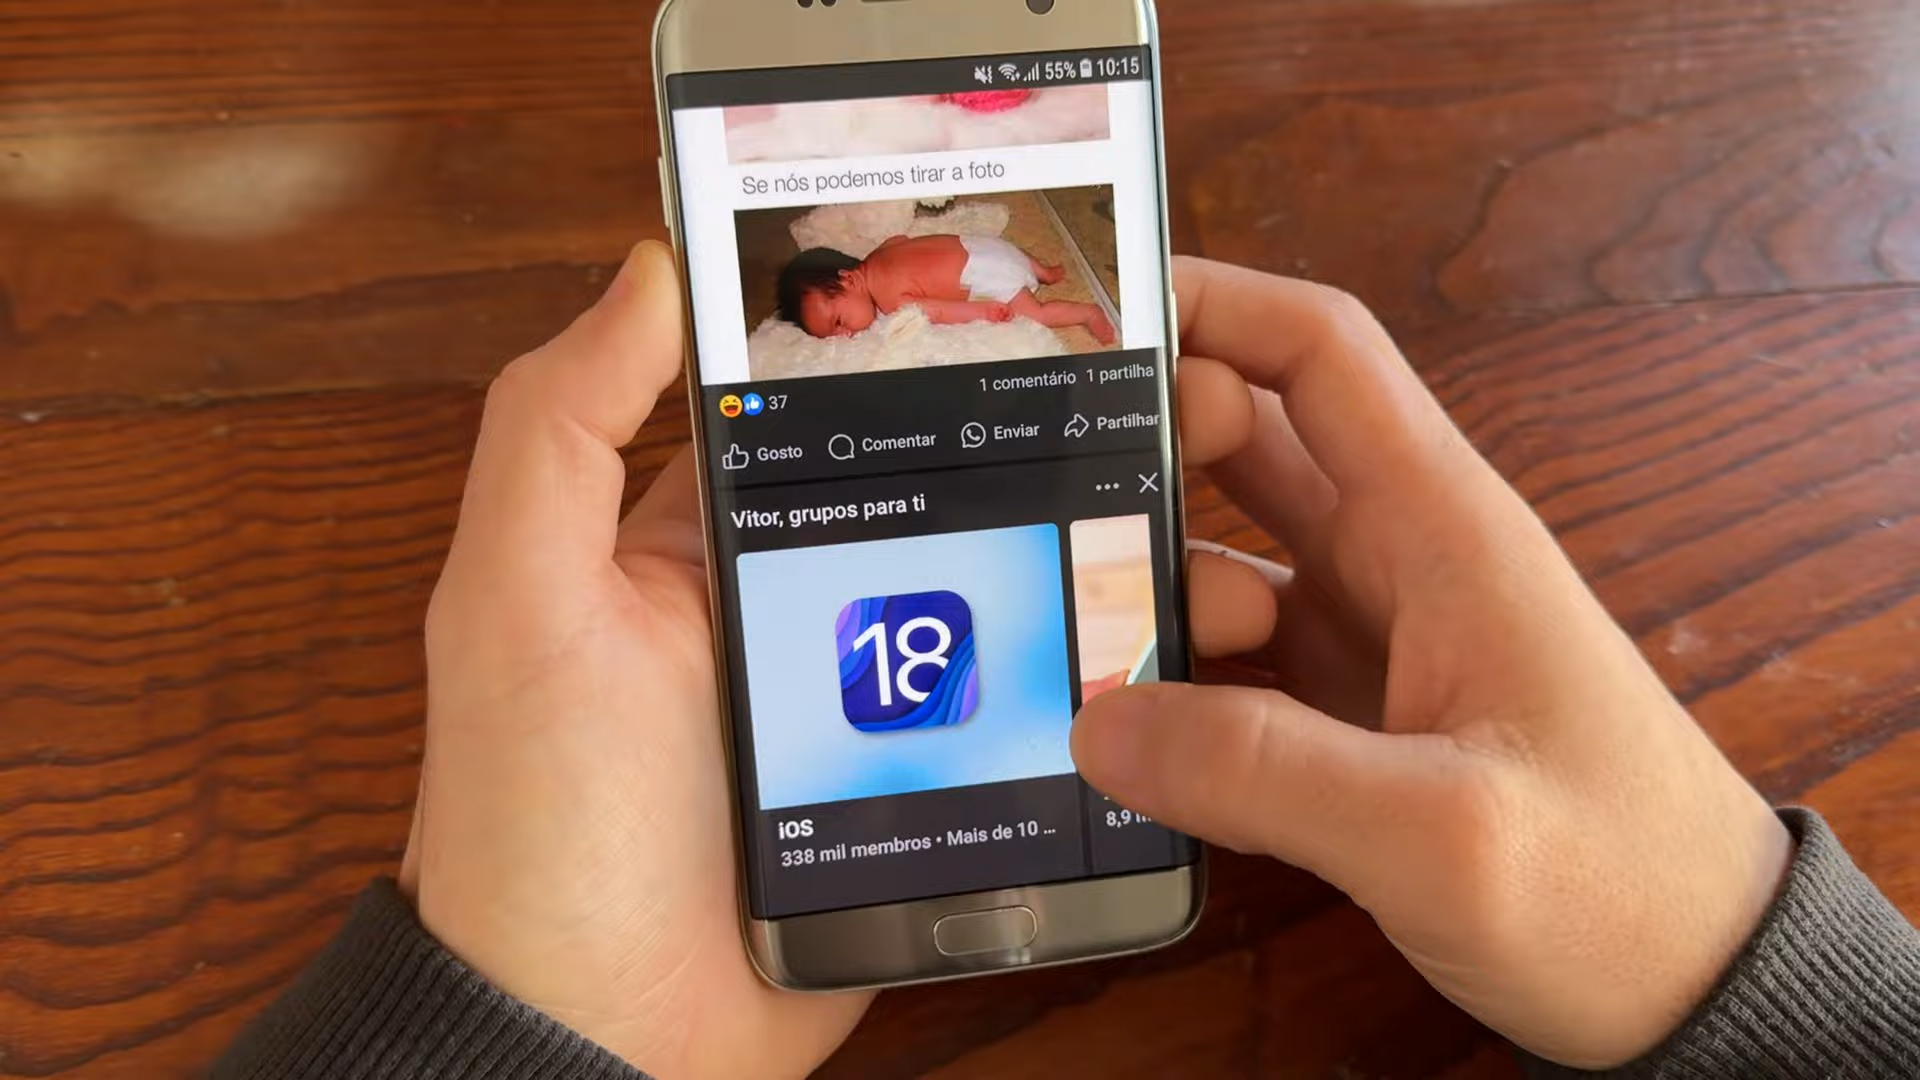 55% 10:15
Se nós podemos tirar a foto
37 1 comentário 1 partilha
Gosto Comentar Enviar Partilhar
Vitor, grupos para ti
18
iOS
338 mil membros • Mais de 10 ...
8,9